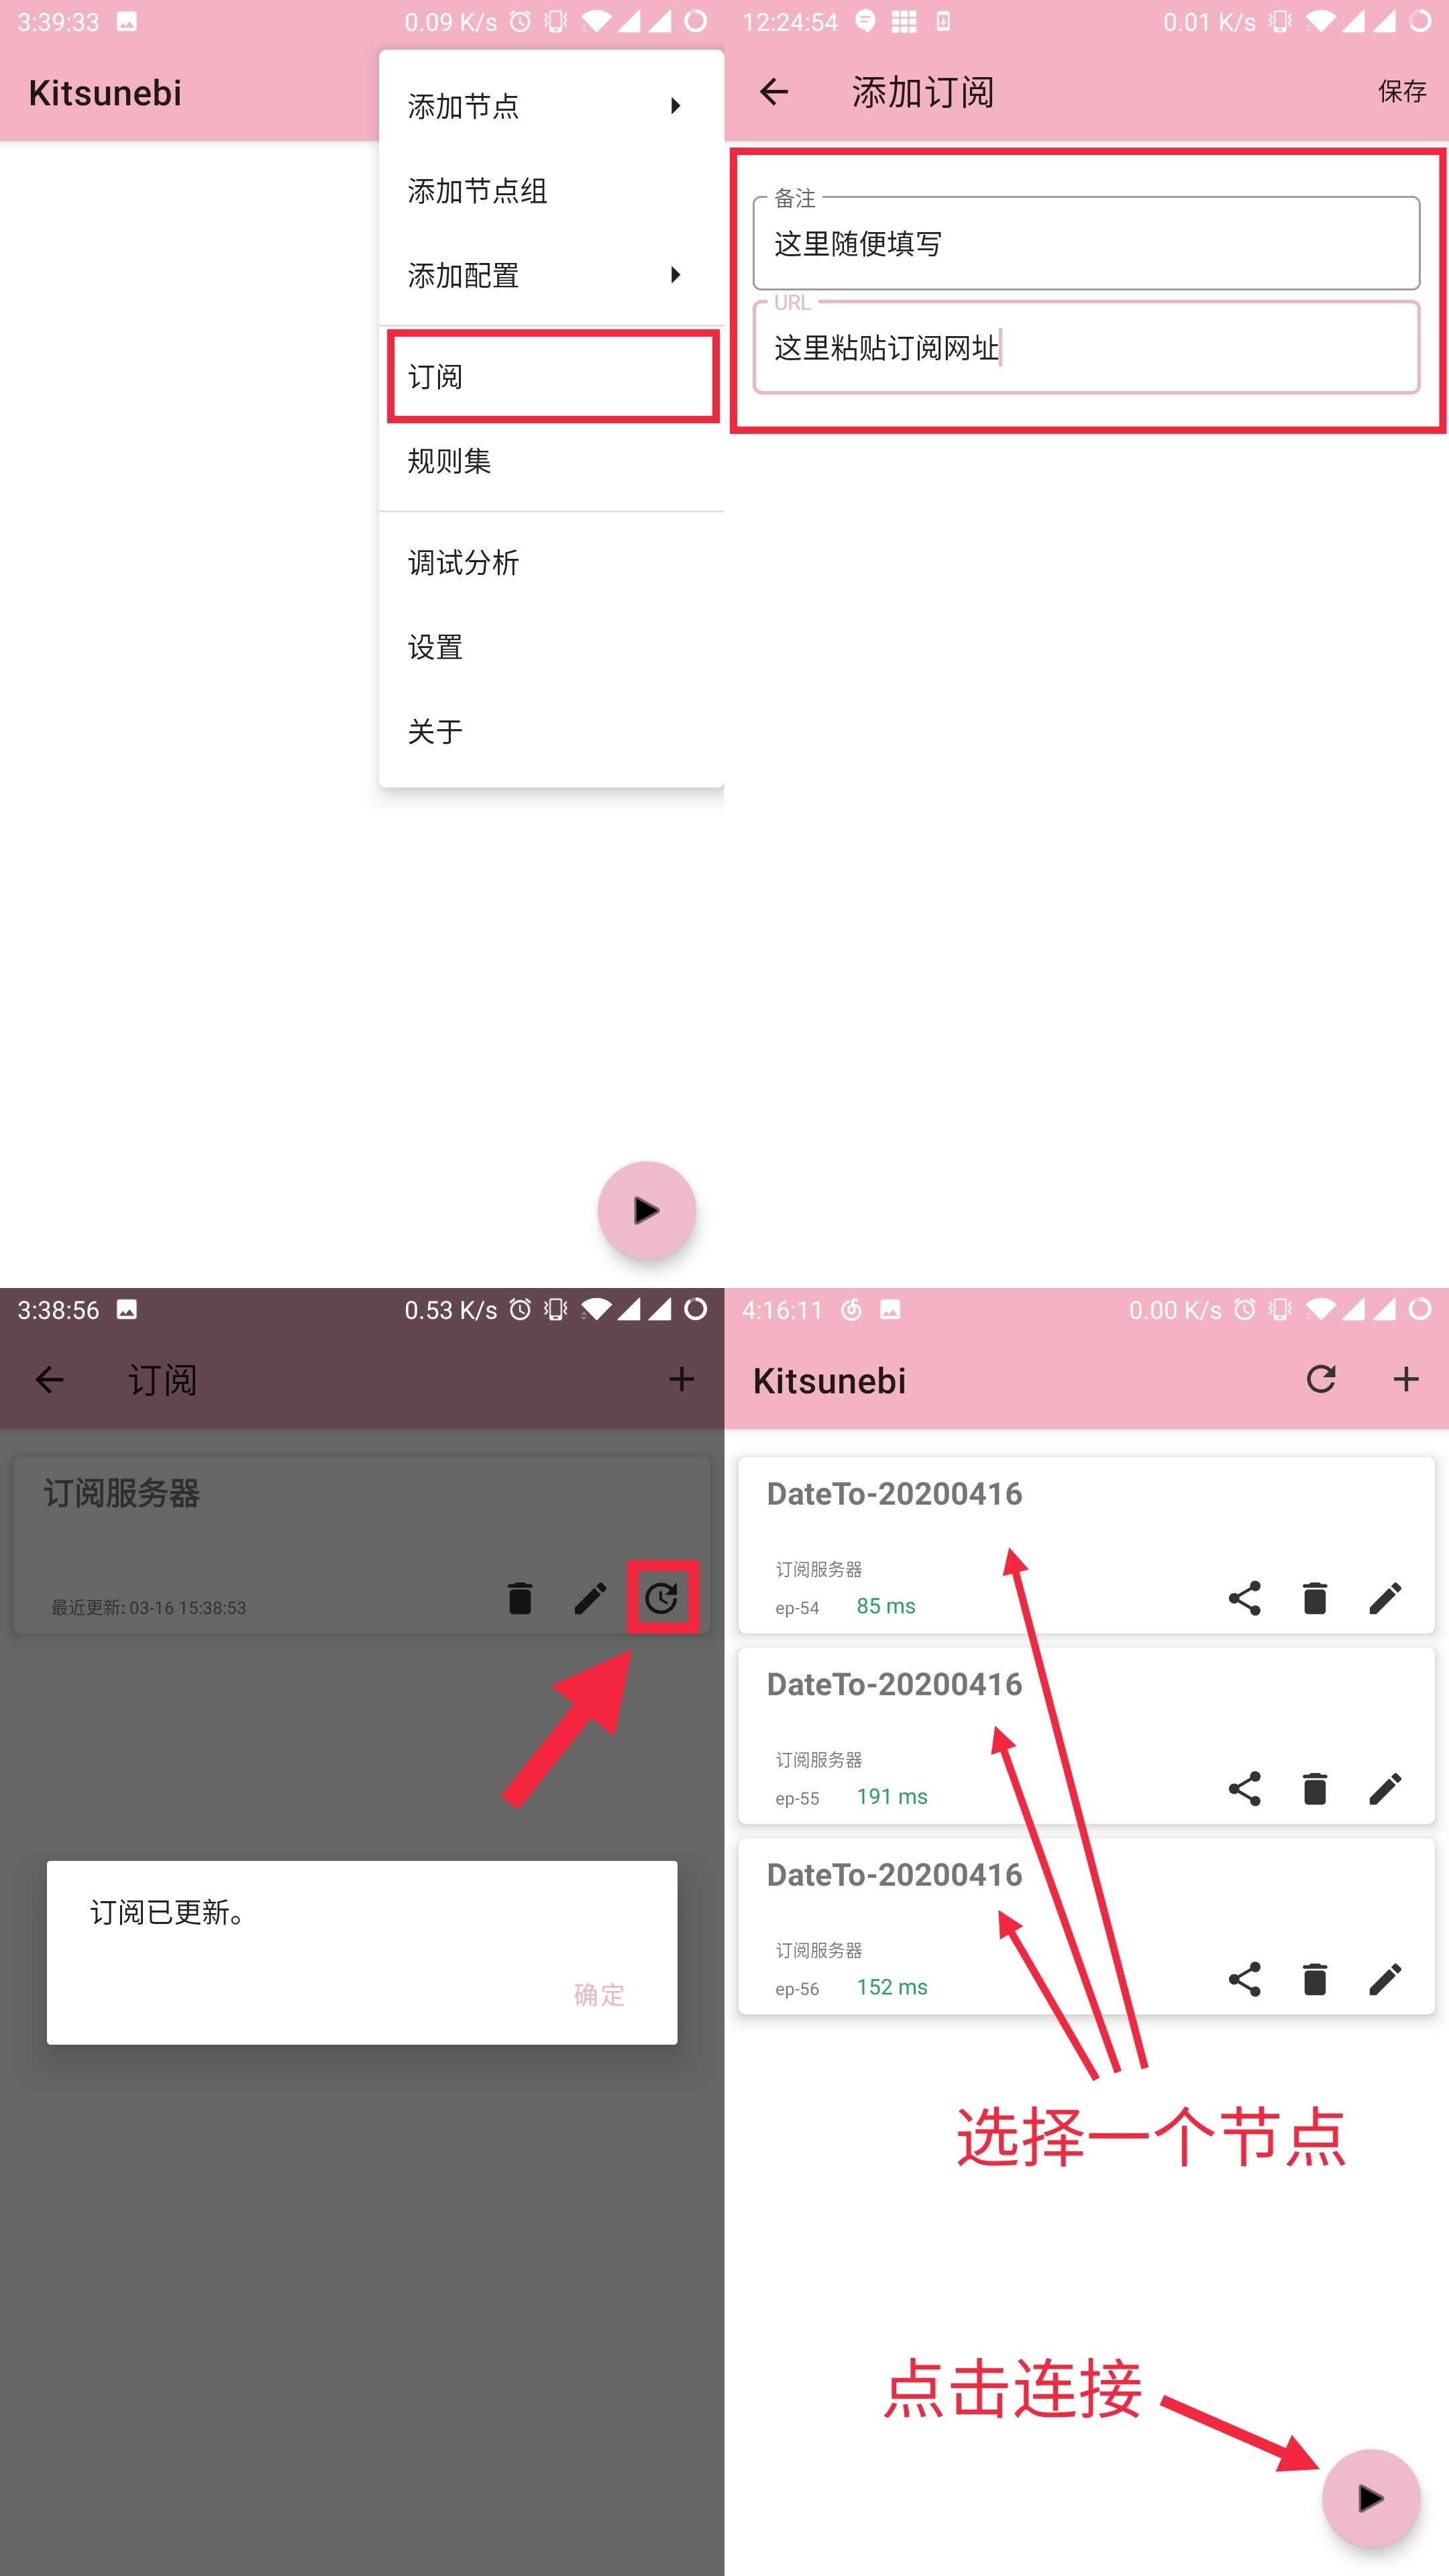 3:39:33
0.09 K/s
Kitsunebi
添加节点
添加节点组
添加配置
订阅
规则集
调试分析
设置
关于
12:24:54
0.01 K/s
添加订阅
保存
备注
这里随便填写
URL
这里粘贴订阅网址
3:38:56
0.53 K/s
订阅
订阅服务器
最近更新: 03-16 15:38:53
订阅已更新。
确定
4:16:11
0.00 K/s
Kitsunebi
DateTo-20200416
订阅服务器
ep-54 85 ms
DateTo-20200416
订阅服务器
ep-55 191 ms
DateTo-20200416
订阅服务器
ep-56 152 ms
选择一个节点
点击连接